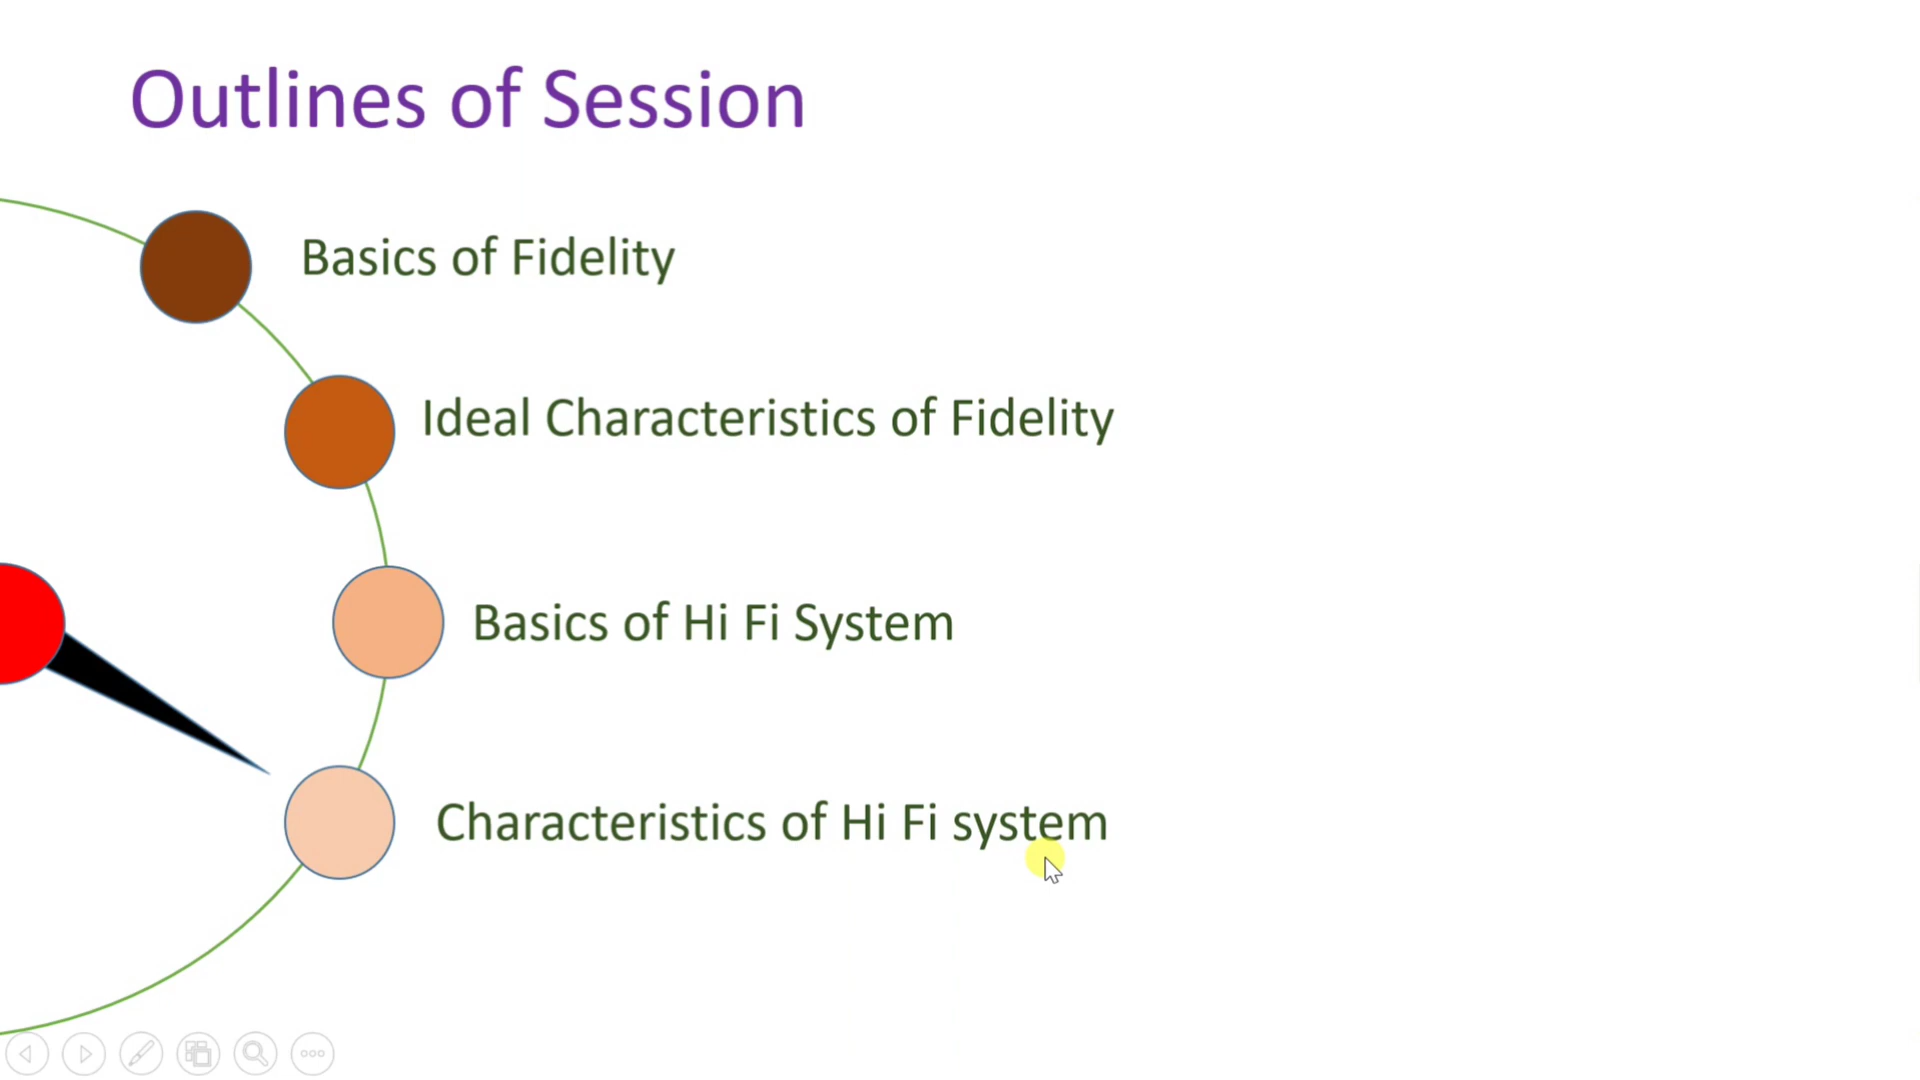 Outlines of Session
Basics of Fidelity
Ideal Characteristics of Fidelity
Basics of Hi Fi System
Characteristics of Hi Fi system